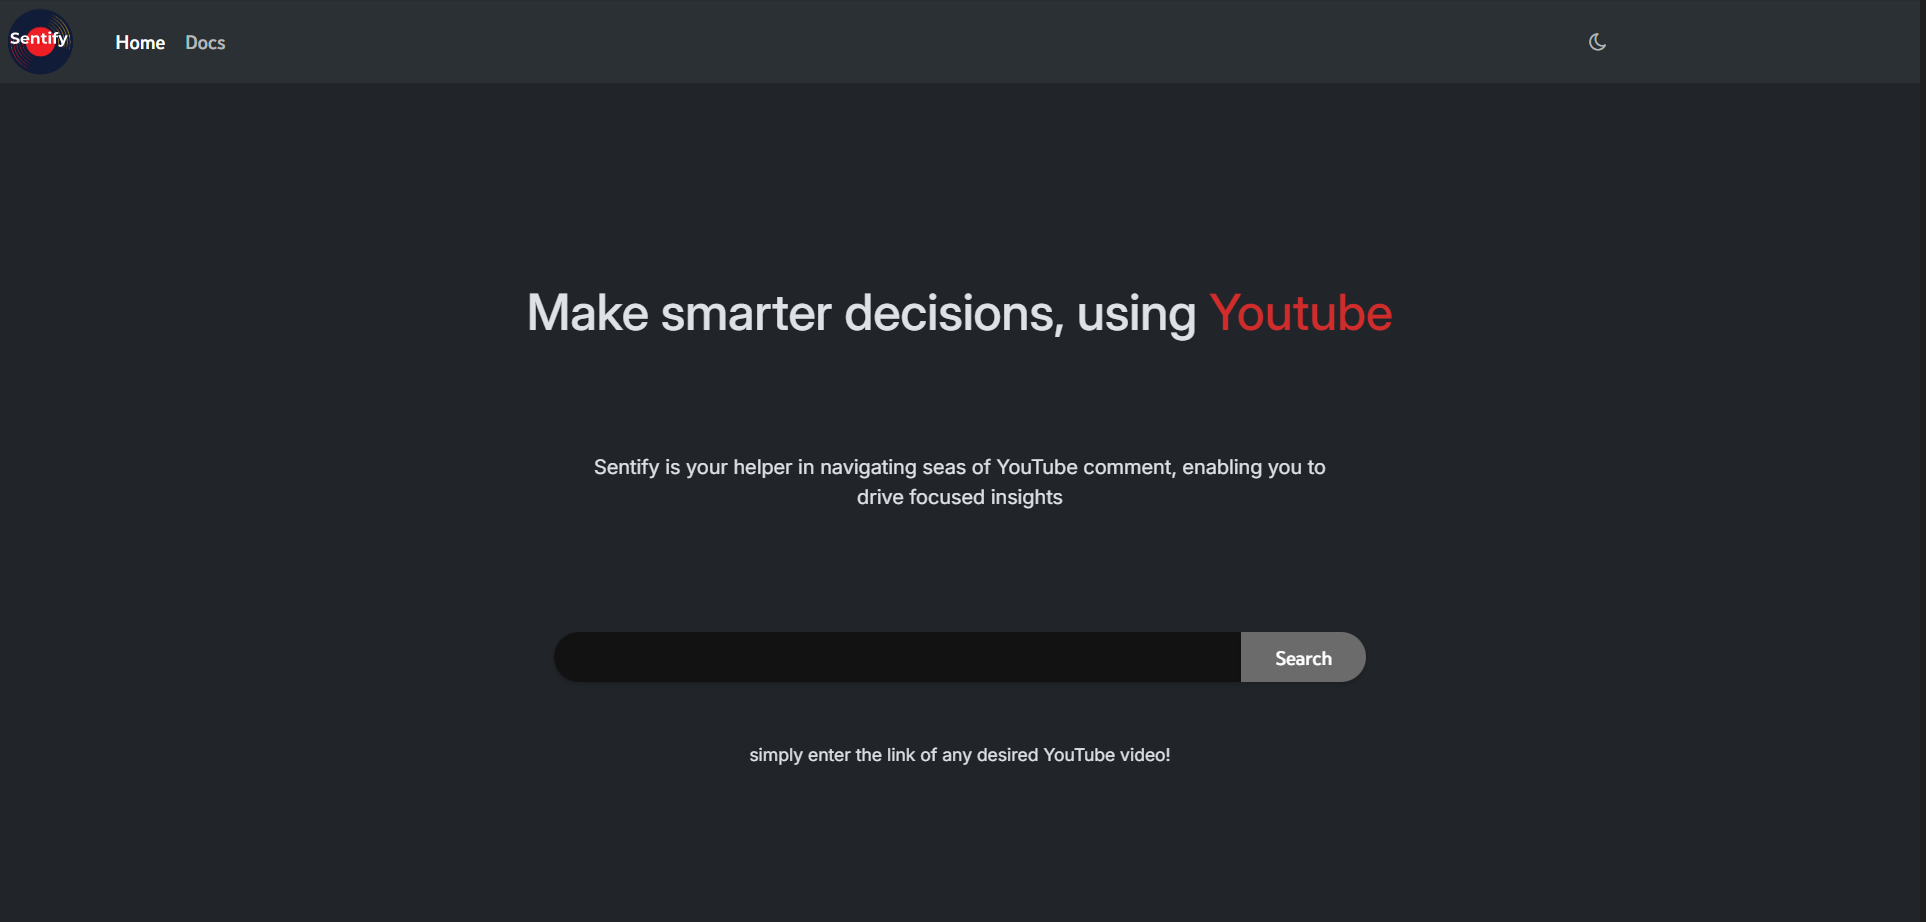 Sentify
Home
Docs
Make smarter decisions, using Youtube
Sentify is your helper in navigating seas of YouTube comment, enabling you to
drive focused insights
Search
simply enter the link of any desired YouTube video!